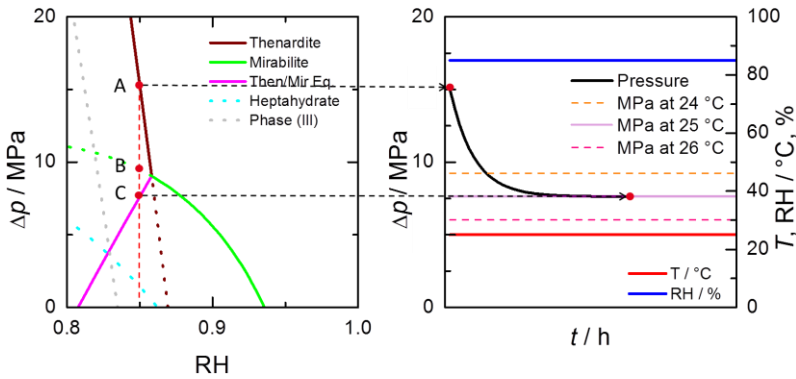 20
10
0
Δp / MPa
A
B
C
Thenardite
Mirabilite
Then/Mir Eq
Heptahydrate
Phase (III)
0.8
0.9
1.0
RH
20
10
0
Δp / MPa
Pressure
MPa at 24 °C
MPa at 25 °C
MPa at 26 °C
T / °C
RH / %
t / h
100
80
60
40
20
0
T, RH / °C, %